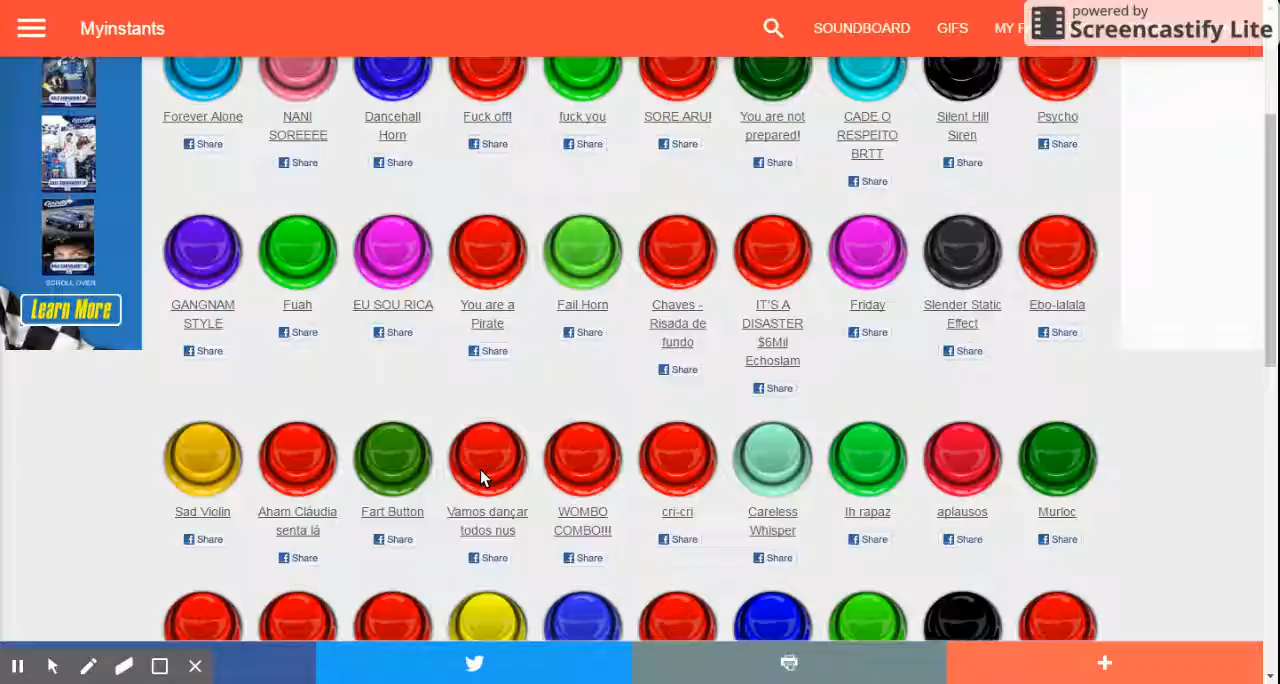 Myinstants
SOUNDBOARD
GIFS
MY
powered by
Screencastify Lite
Forever Alone
Share
NANI
SOREEEE
Share
Dancehall
Horn
Share
Fuck off!
Share
fuck you
Share
SORE ARU!
Share
You are not
prepared!
Share
CADE O
RESPEITO
BRTT
Share
Silent Hill
Siren
Share
Psycho
Share
SCROLL OVER
Learn More
GANGNAM
STYLE
Share
Fuah
Share
EU SOU RICA
Share
You are a
Pirate
Share
Fail Horn
Share
Chaves -
Risada de
fundo
Share
IT'S A
DISASTER
$6Mil
Echoslam
Share
Friday
Share
Slender Static
Effect
Share
Ebo-lalala
Share
Sad Violin
Share
Aham Cláudia
senta lá
Share
Fart Button
Share
Vamos dançar
todos nus
Share
WOMBO
COMBO!!!
Share
cri-cri
Share
Careless
Whisper
Share
Ih rapaz
Share
aplausos
Share
Murloc
Share